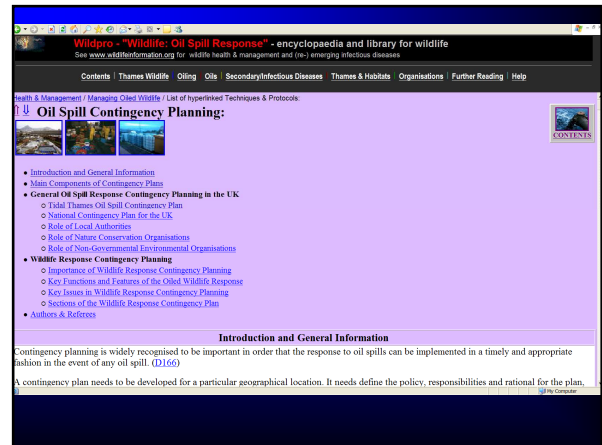 Wildpro - "Wildlife: Oil Spill Response" - encyclopaedia and library for wildlife
See www.wildlifeinformation.org for wildlife health & management and (re-) emerging infectious diseases
Contents | Thames Wildlife | Oiling | Oils | Secondary/Infectious Diseases | Thames & Habitats | Organisations | Further Reading | Help
Health & Management / Managing Oiled Wildlife / List of hyperlinked Techniques & Protocols:
⇑⇓ Oil Spill Contingency Planning:
CONTENTS
• Introduction and General Information
• Main Components of Contingency Plans
• General Oil Spill Response Contingency Planning in the UK
○ Tidal Thames Oil Spill Contingency Plan
○ National Contingency Plan for the UK
○ Role of Local Authorities
○ Role of Nature Conservation Organisations
○ Role of Non-Governmental Environmental Organisations
• Wildlife Response Contingency Planning
○ Importance of Wildlife Response Contingency Planning
○ Key Functions and Features of the Oiled Wildlife Response
○ Key Issues in Wildlife Response Contingency Planning
○ Sections of the Wildlife Response Contingency Plan
• Authors & Referees
Introduction and General Information
Contingency planning is widely recognised to be important in order that the response to oil spills can be implemented in a timely and appropriate
fashion in the event of any oil spill. (D166)
A contingency plan needs to be developed for a particular geographical location. It needs define the policy, responsibilities and rational for the plan,
My Computer